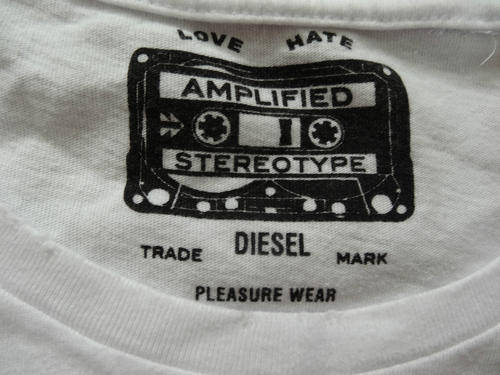 LOVE HATE
AMPLIFIED
STEREOTYPE
TRADE DIESEL MARK
PLEASURE WEAR